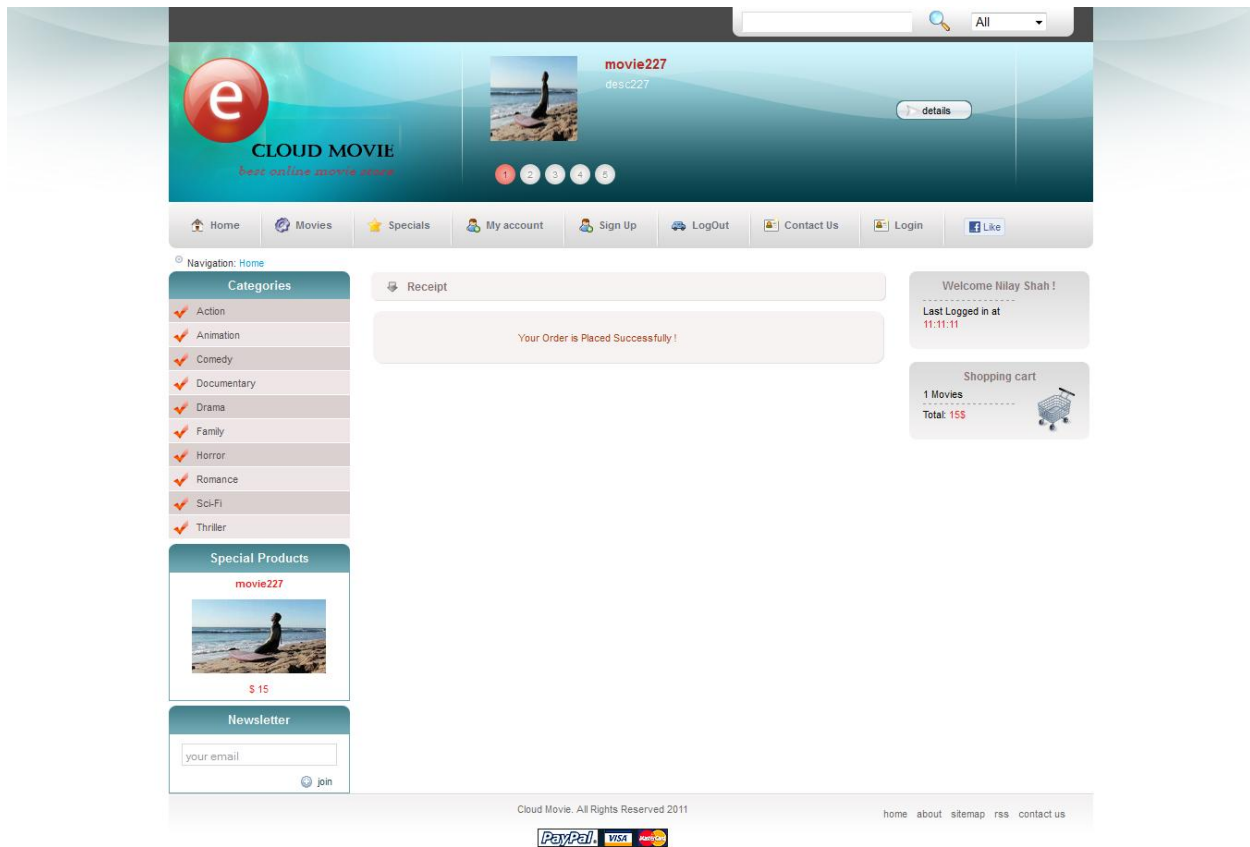 All
e
CLOUD MOVIE
best online movie store
movie227
desc227
details
1 2 3 4 5
Home Movies Specials My account Sign Up LogOut Contact Us Login Like
Navigation: Home
Categories
Action
Animation
Comedy
Documentary
Drama
Family
Horror
Romance
Sci-Fi
Thriller
Special Products
movie227
$ 15
Newsletter
your email
join
Receipt
Your Order is Placed Successfully !
Welcome Nilay Shah !
Last Logged in at
11:11:11
Shopping cart
1 Movies
Total: 15$
Cloud Movie. All Rights Reserved 2011
home about sitemap rss contact us
PayPal VISA MasterCard